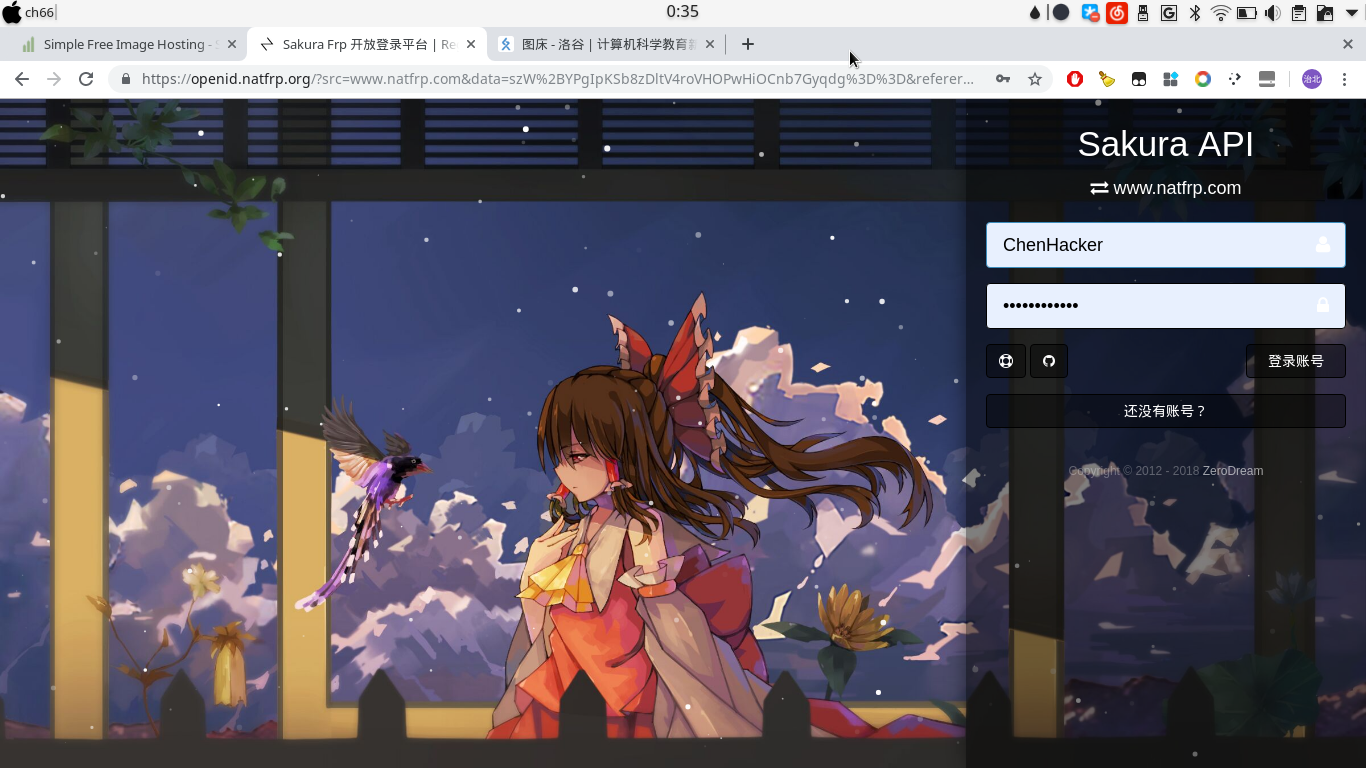 ch66
0:35
Simple Free Image Hosting -
Sakura Frp 开放登录平台 | Re
图床 - 洛谷 | 计算机科学教育
https://openid.natfrp.org/?src=www.natfrp.com&data=szW%2BYPgIpKSb8zDltV4roVHOPwHiOCnb7Gyqdg%3D%3D&referer...
治北
Sakura API
www.natfrp.com
ChenHacker
••••••••••••
登录账号
还没有账号？
Copyright © 2012 - 2018 ZeroDream